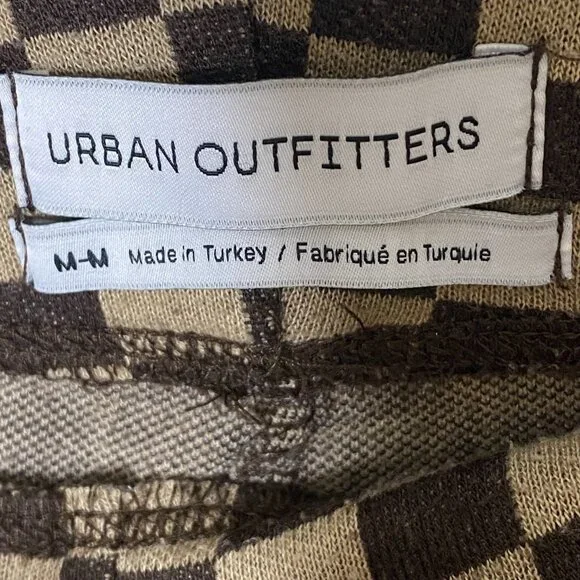 URBAN OUTFITTERS
M-M Made in Turkey / Fabriqué en Turquie